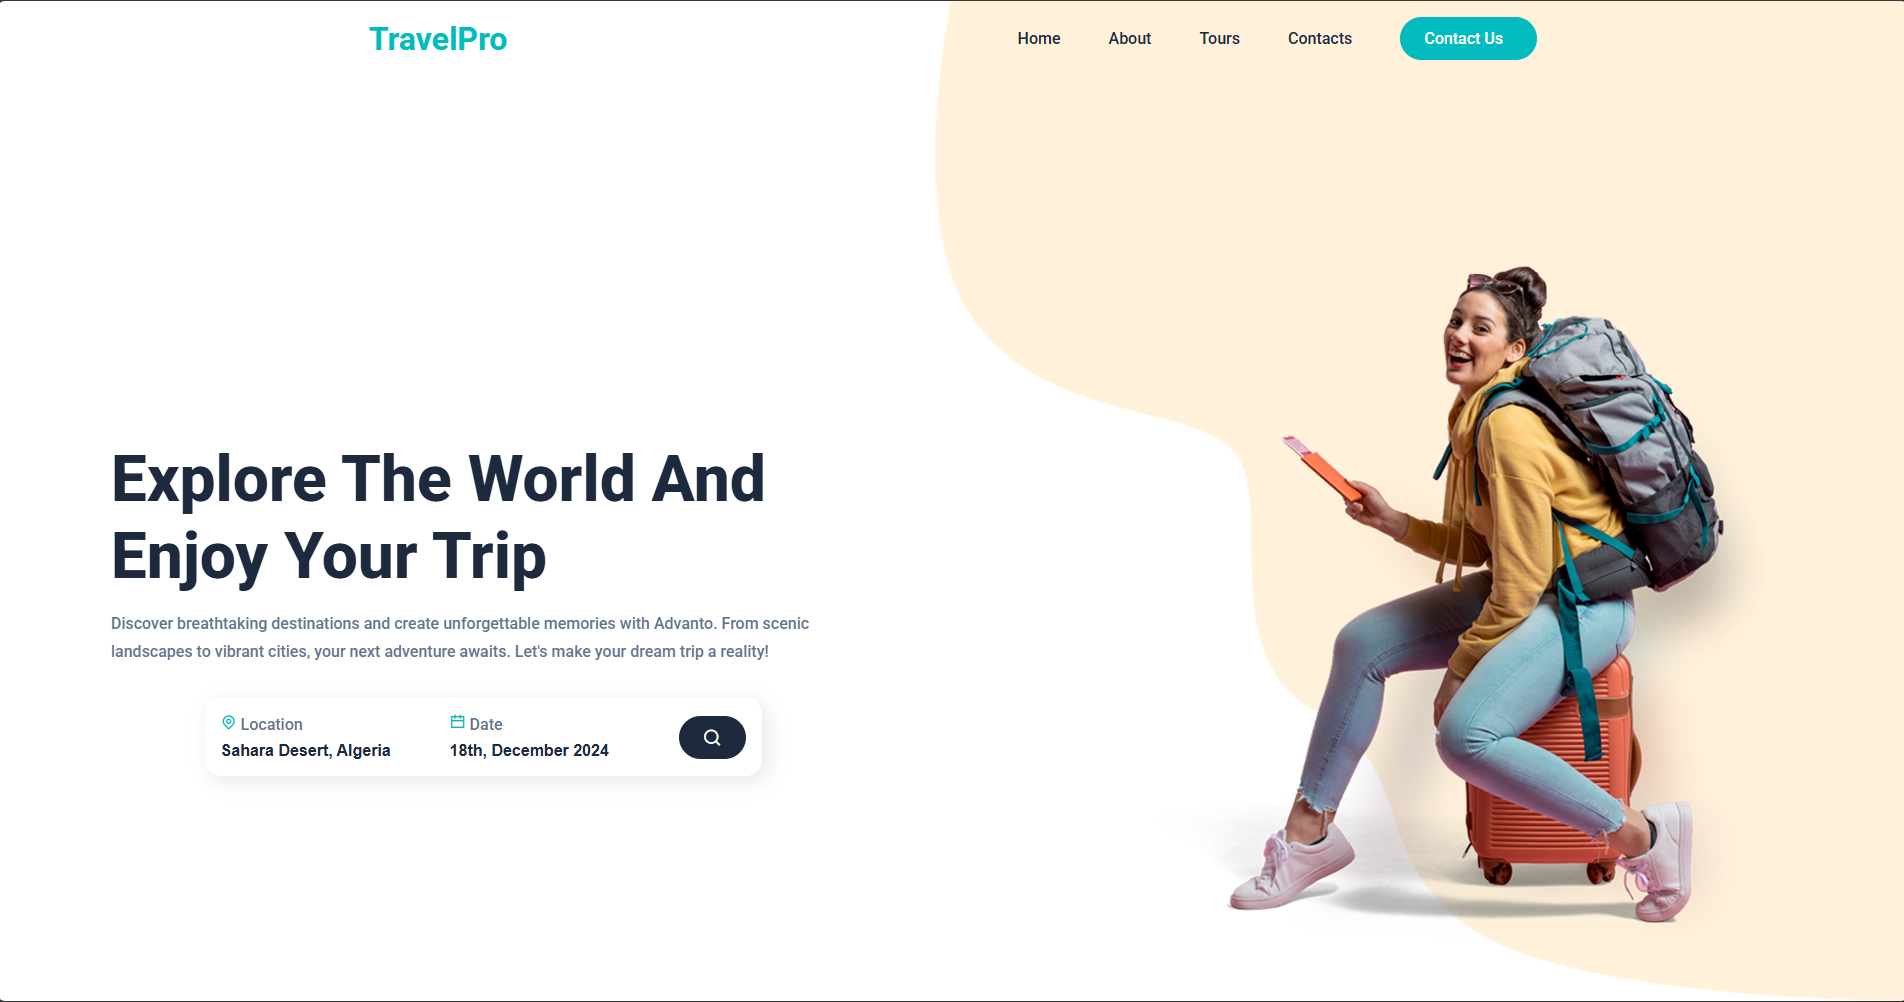 TravelPro
Home About Tours Contacts Contact Us
Explore The World And
Enjoy Your Trip
Discover breathtaking destinations and create unforgettable memories with Advanto. From scenic
landscapes to vibrant cities, your next adventure awaits. Let's make your dream trip a reality!
Location Date
Sahara Desert, Algeria 18th, December 2024